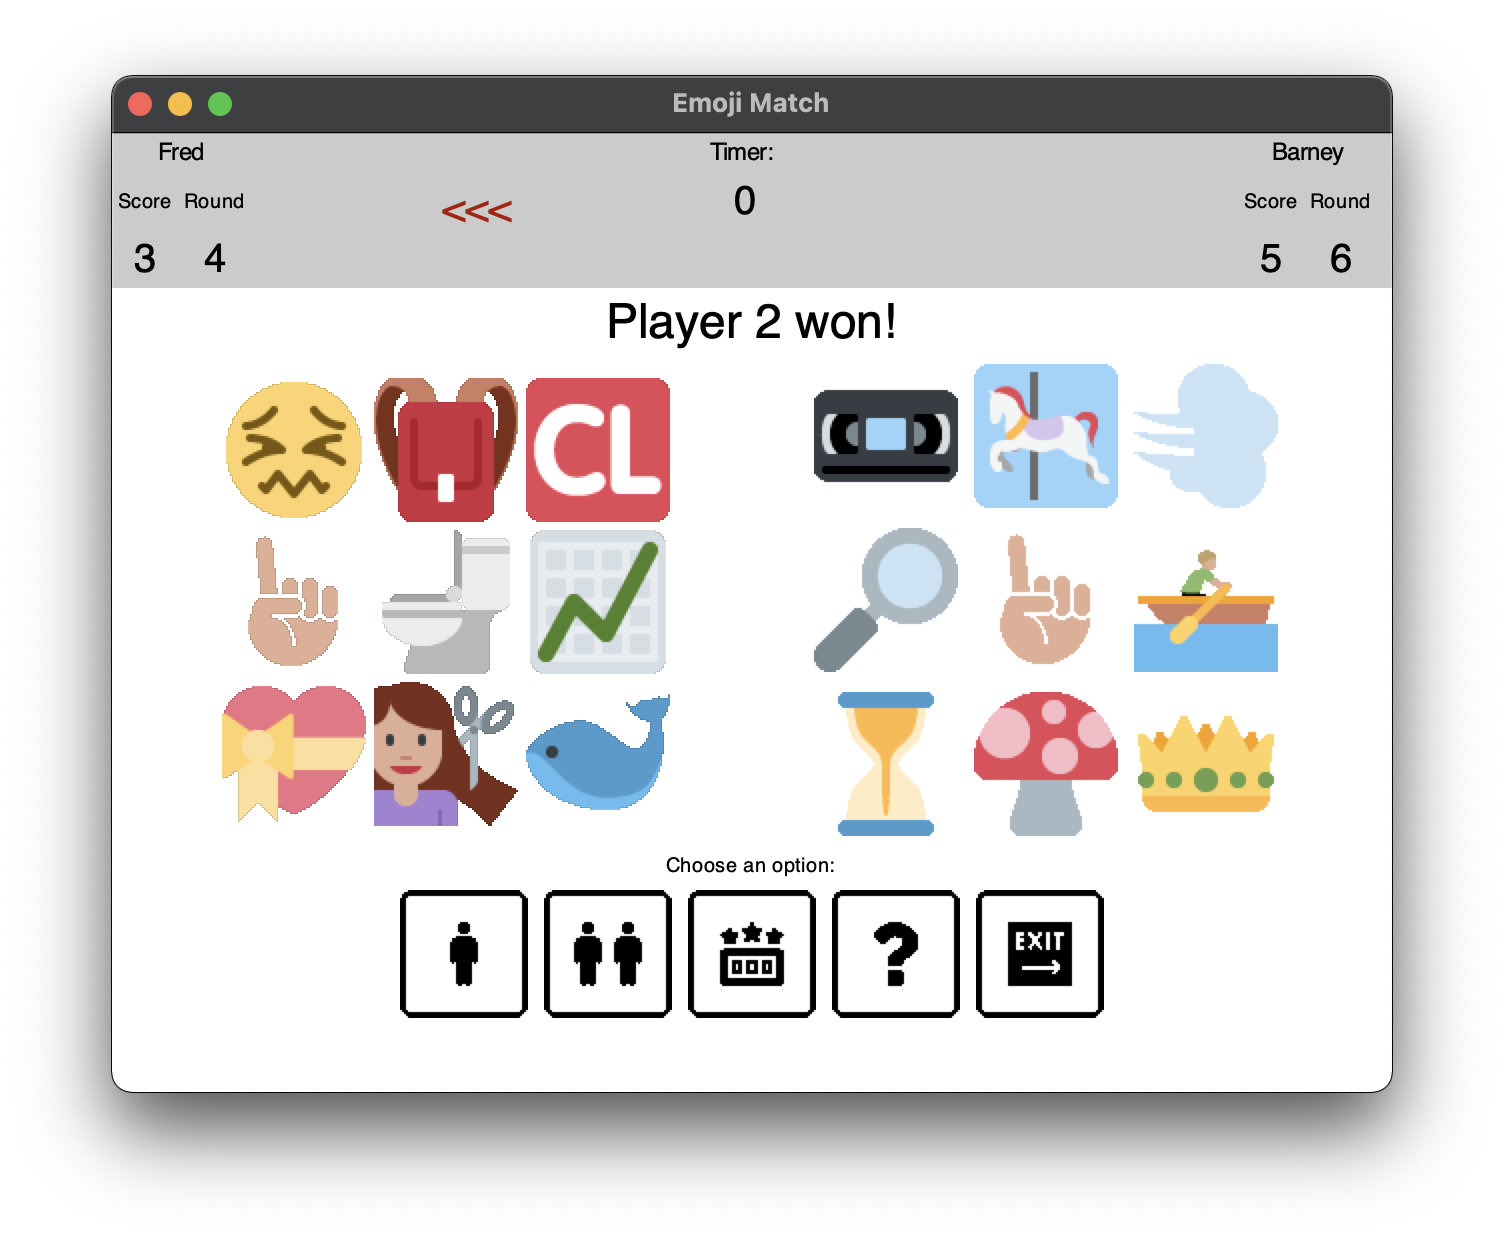 Emoji Match
Fred
Timer:
Barney
Score Round
<<<
0
Score Round
3 4
5 6
Player 2 won!
CL
Choose an option:
?
EXIT